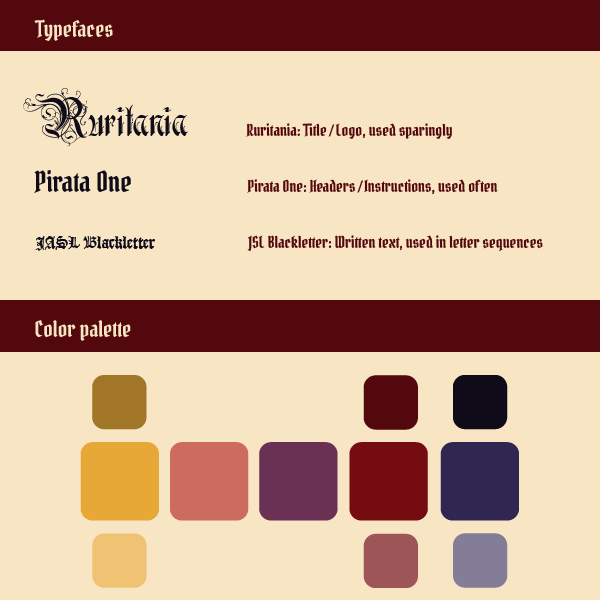 Typefaces
Ruritania
Ruritania: Title / Logo, used sparingly
Pirata One
Pirata One: Headers / Instructions, used often
JASL Blackletter
JSL Blackletter: Written text, used in letter sequences
Color palette